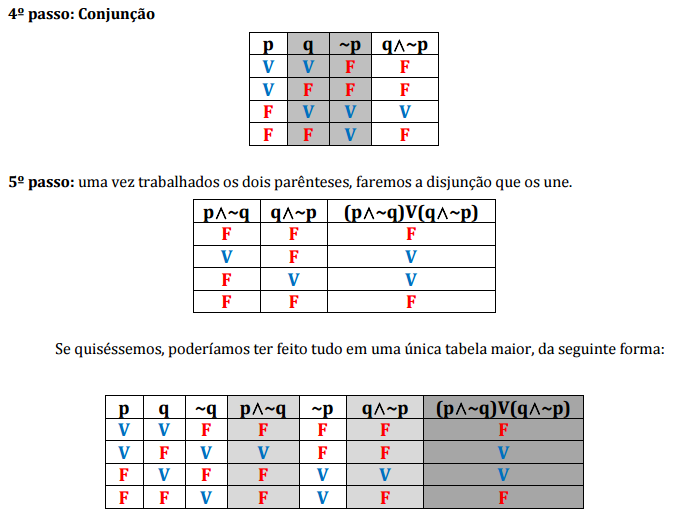 4º passo: Conjunção
p q ~p q∧~p
V V F F
V F F F
F V V V
F F V F
5º passo: uma vez trabalhados os dois parênteses, faremos a disjunção que os une.
p∧~q q∧~p (p∧~q)V(q∧~p)
F F F
V F V
F V V
F F F
Se quiséssemos, poderíamos ter feito tudo em uma única tabela maior, da seguinte forma:
p q ~q p∧~q ~p q∧~p (p∧~q)V(q∧~p)
V V F F F F F
V F V V F F V
F V F F V V V
F F V F V F F